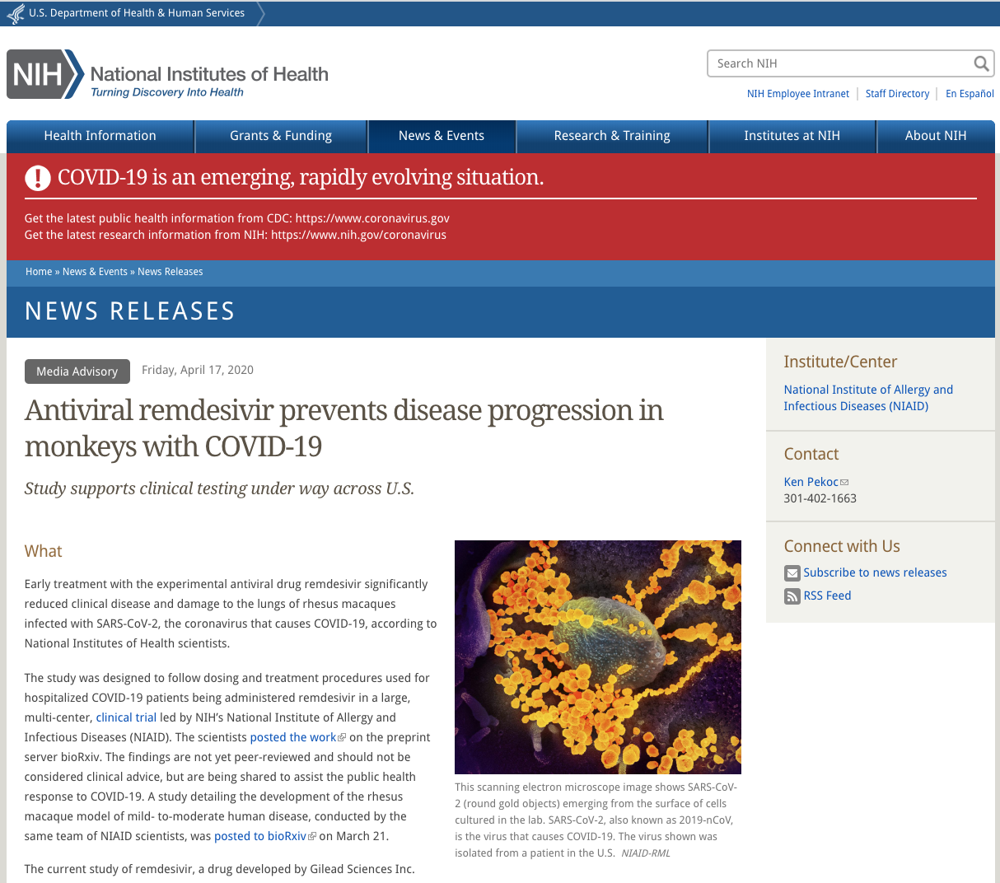 U.S. Department of Health & Human Services
NIH National Institutes of Health
Turning Discovery Into Health
Search NIH
NIH Employee Intranet Staff Directory En Español
Health Information Grants & Funding News & Events Research & Training Institutes at NIH About NIH
COVID-19 is an emerging, rapidly evolving situation.
Get the latest public health information from CDC: https://www.coronavirus.gov
Get the latest research information from NIH: https://www.nih.gov/coronavirus
Home » News & Events » News Releases
NEWS RELEASES
Media Advisory Friday, April 17, 2020
Antiviral remdesivir prevents disease progression in
monkeys with COVID-19
Study supports clinical testing under way across U.S.
What
Early treatment with the experimental antiviral drug remdesivir significantly
reduced clinical disease and damage to the lungs of rhesus macaques
infected with SARS-CoV-2, the coronavirus that causes COVID-19, according to
National Institutes of Health scientists.
The study was designed to follow dosing and treatment procedures used for
hospitalized COVID-19 patients being administered remdesivir in a large,
multi-center, clinical trial led by NIH’s National Institute of Allergy and
Infectious Diseases (NIAID). The scientists posted the work on the preprint
server bioRxiv. The findings are not yet peer-reviewed and should not be
considered clinical advice, but are being shared to assist the public health
response to COVID-19. A study detailing the development of the rhesus
macaque model of mild- to-moderate human disease, conducted by the
same team of NIAID scientists, was posted to bioRxiv on March 21.
The current study of remdesivir, a drug developed by Gilead Sciences Inc.
This scanning electron microscope image shows SARS-CoV-
2 (round gold objects) emerging from the surface of cells
cultured in the lab. SARS-CoV-2, also known as 2019-nCoV,
is the virus that causes COVID-19. The virus shown was
isolated from a patient in the U.S. NIAID-RML
Institute/Center
National Institute of Allergy and
Infectious Diseases (NIAID)
Contact
Ken Pekoc
301-402-1663
Connect with Us
Subscribe to news releases
RSS Feed